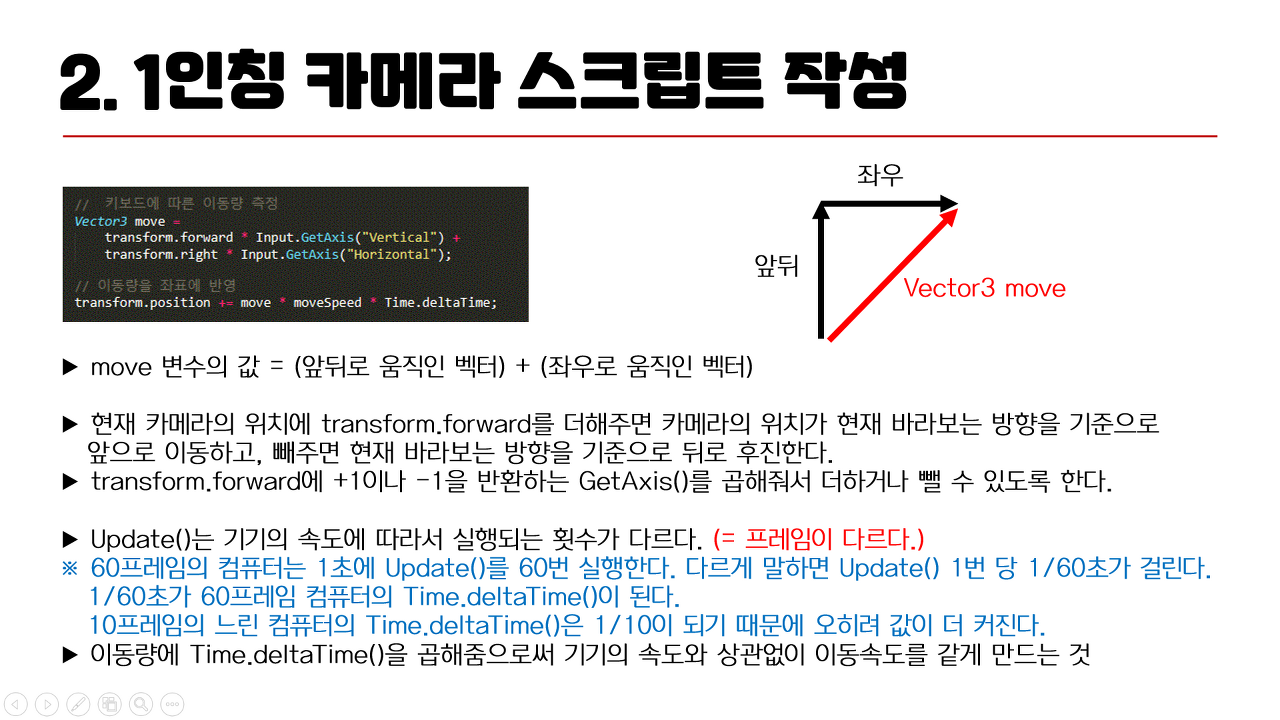 2. 1인칭 카메라 스크립트 작성
// 키보드에 따른 이동량 측정
Vector3 move =
transform.forward * Input.GetAxis("Vertical") +
transform.right * Input.GetAxis("Horizontal");
// 이동량을 좌표에 반영
transform.position += move * moveSpeed * Time.deltaTime;
좌우
앞뒤
Vector3 move
▶ move 변수의 값 = (앞뒤로 움직인 벡터) + (좌우로 움직인 벡터)
▶ 현재 카메라의 위치에 transform.forward를 더해주면 카메라의 위치가 현재 바라보는 방향을 기준으로
앞으로 이동하고, 빼주면 현재 바라보는 방향을 기준으로 뒤로 후진한다.
▶ transform.forward에 +1이나 -1을 반환하는 GetAxis()를 곱해줘서 더하거나 뺄 수 있도록 한다.
▶ Update()는 기기의 속도에 따라서 실행되는 횟수가 다르다. (= 프레임이 다르다.)
※ 60프레임의 컴퓨터는 1초에 Update()를 60번 실행한다. 다르게 말하면 Update() 1번 당 1/60초가 걸린다.
1/60초가 60프레임 컴퓨터의 Time.deltaTime()이 된다.
10프레임의 느린 컴퓨터의 Time.deltaTime()은 1/10이 되기 때문에 오히려 값이 더 커진다.
▶ 이동량에 Time.deltaTime()을 곱해줌으로써 기기의 속도와 상관없이 이동속도를 같게 만드는 것